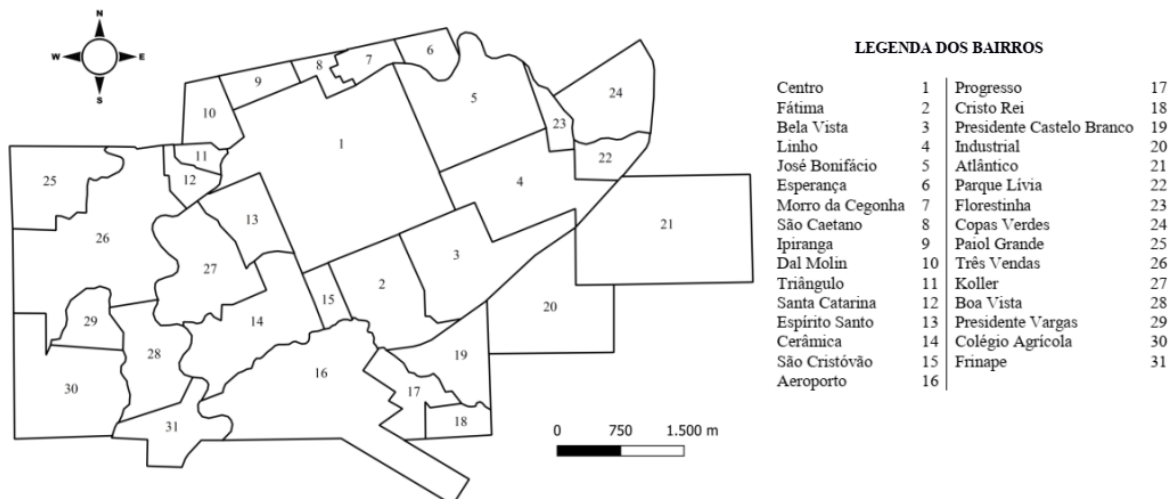 N
W E
S
LEGENDA DOS BAIRROS
Centro 1
Fátima 2
Bela Vista 3
Linho 4
José Bonifácio 5
Esperança 6
Morro da Cegonha 7
São Caetano 8
Ipiranga 9
Dal Molin 10
Triângulo 11
Santa Catarina 12
Espírito Santo 13
Cerâmica 14
São Cristóvão 15
Aeroporto 16
Progresso 17
Cristo Rei 18
Presidente Castelo Branco 19
Industrial 20
Atlântico 21
Parque Lívia 22
Florestinha 23
Copas Verdes 24
Paiol Grande 25
Três Vendas 26
Koller 27
Boa Vista 28
Presidente Vargas 29
Colégio Agrícola 30
Frinape 31
6
7
8
9
5
24
10
23
1
11
22
12
4
25
13
21
26
3
27
2
15
20
29
14
28
19
16
30
17
18
31
0 750 1.500 m